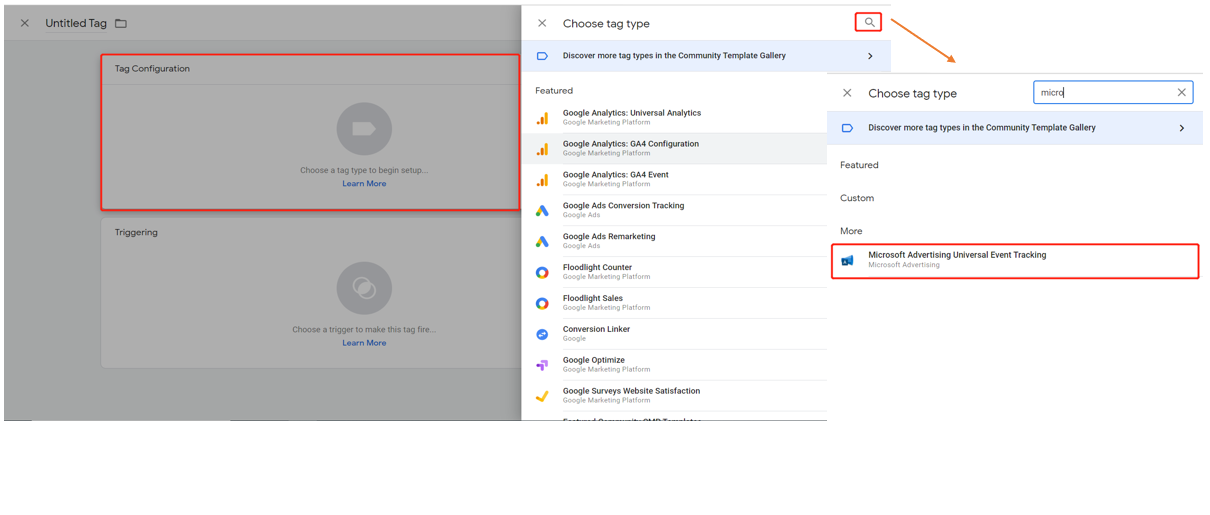 Untitled Tag
Tag Configuration
Choose a tag type to begin setup...
Learn More
Triggering
Choose a trigger to make this tag fire...
Learn More
Choose tag type
Discover more tag types in the Community Template Gallery
Featured
Google Analytics: Universal Analytics
Google Marketing Platform
Google Analytics: GA4 Configuration
Google Marketing Platform
Google Analytics: GA4 Event
Google Marketing Platform
Google Ads Conversion Tracking
Google Ads
Google Ads Remarketing
Google Ads
Floodlight Counter
Google Marketing Platform
Floodlight Sales
Google Marketing Platform
Conversion Linker
Google
Google Optimize
Google Marketing Platform
Google Surveys Website Satisfaction
Google Marketing Platform
Featured Community CMP Templates
Choose tag type
micro
Discover more tag types in the Community Template Gallery
Featured
Custom
More
Microsoft Advertising Universal Event Tracking
Microsoft Advertising